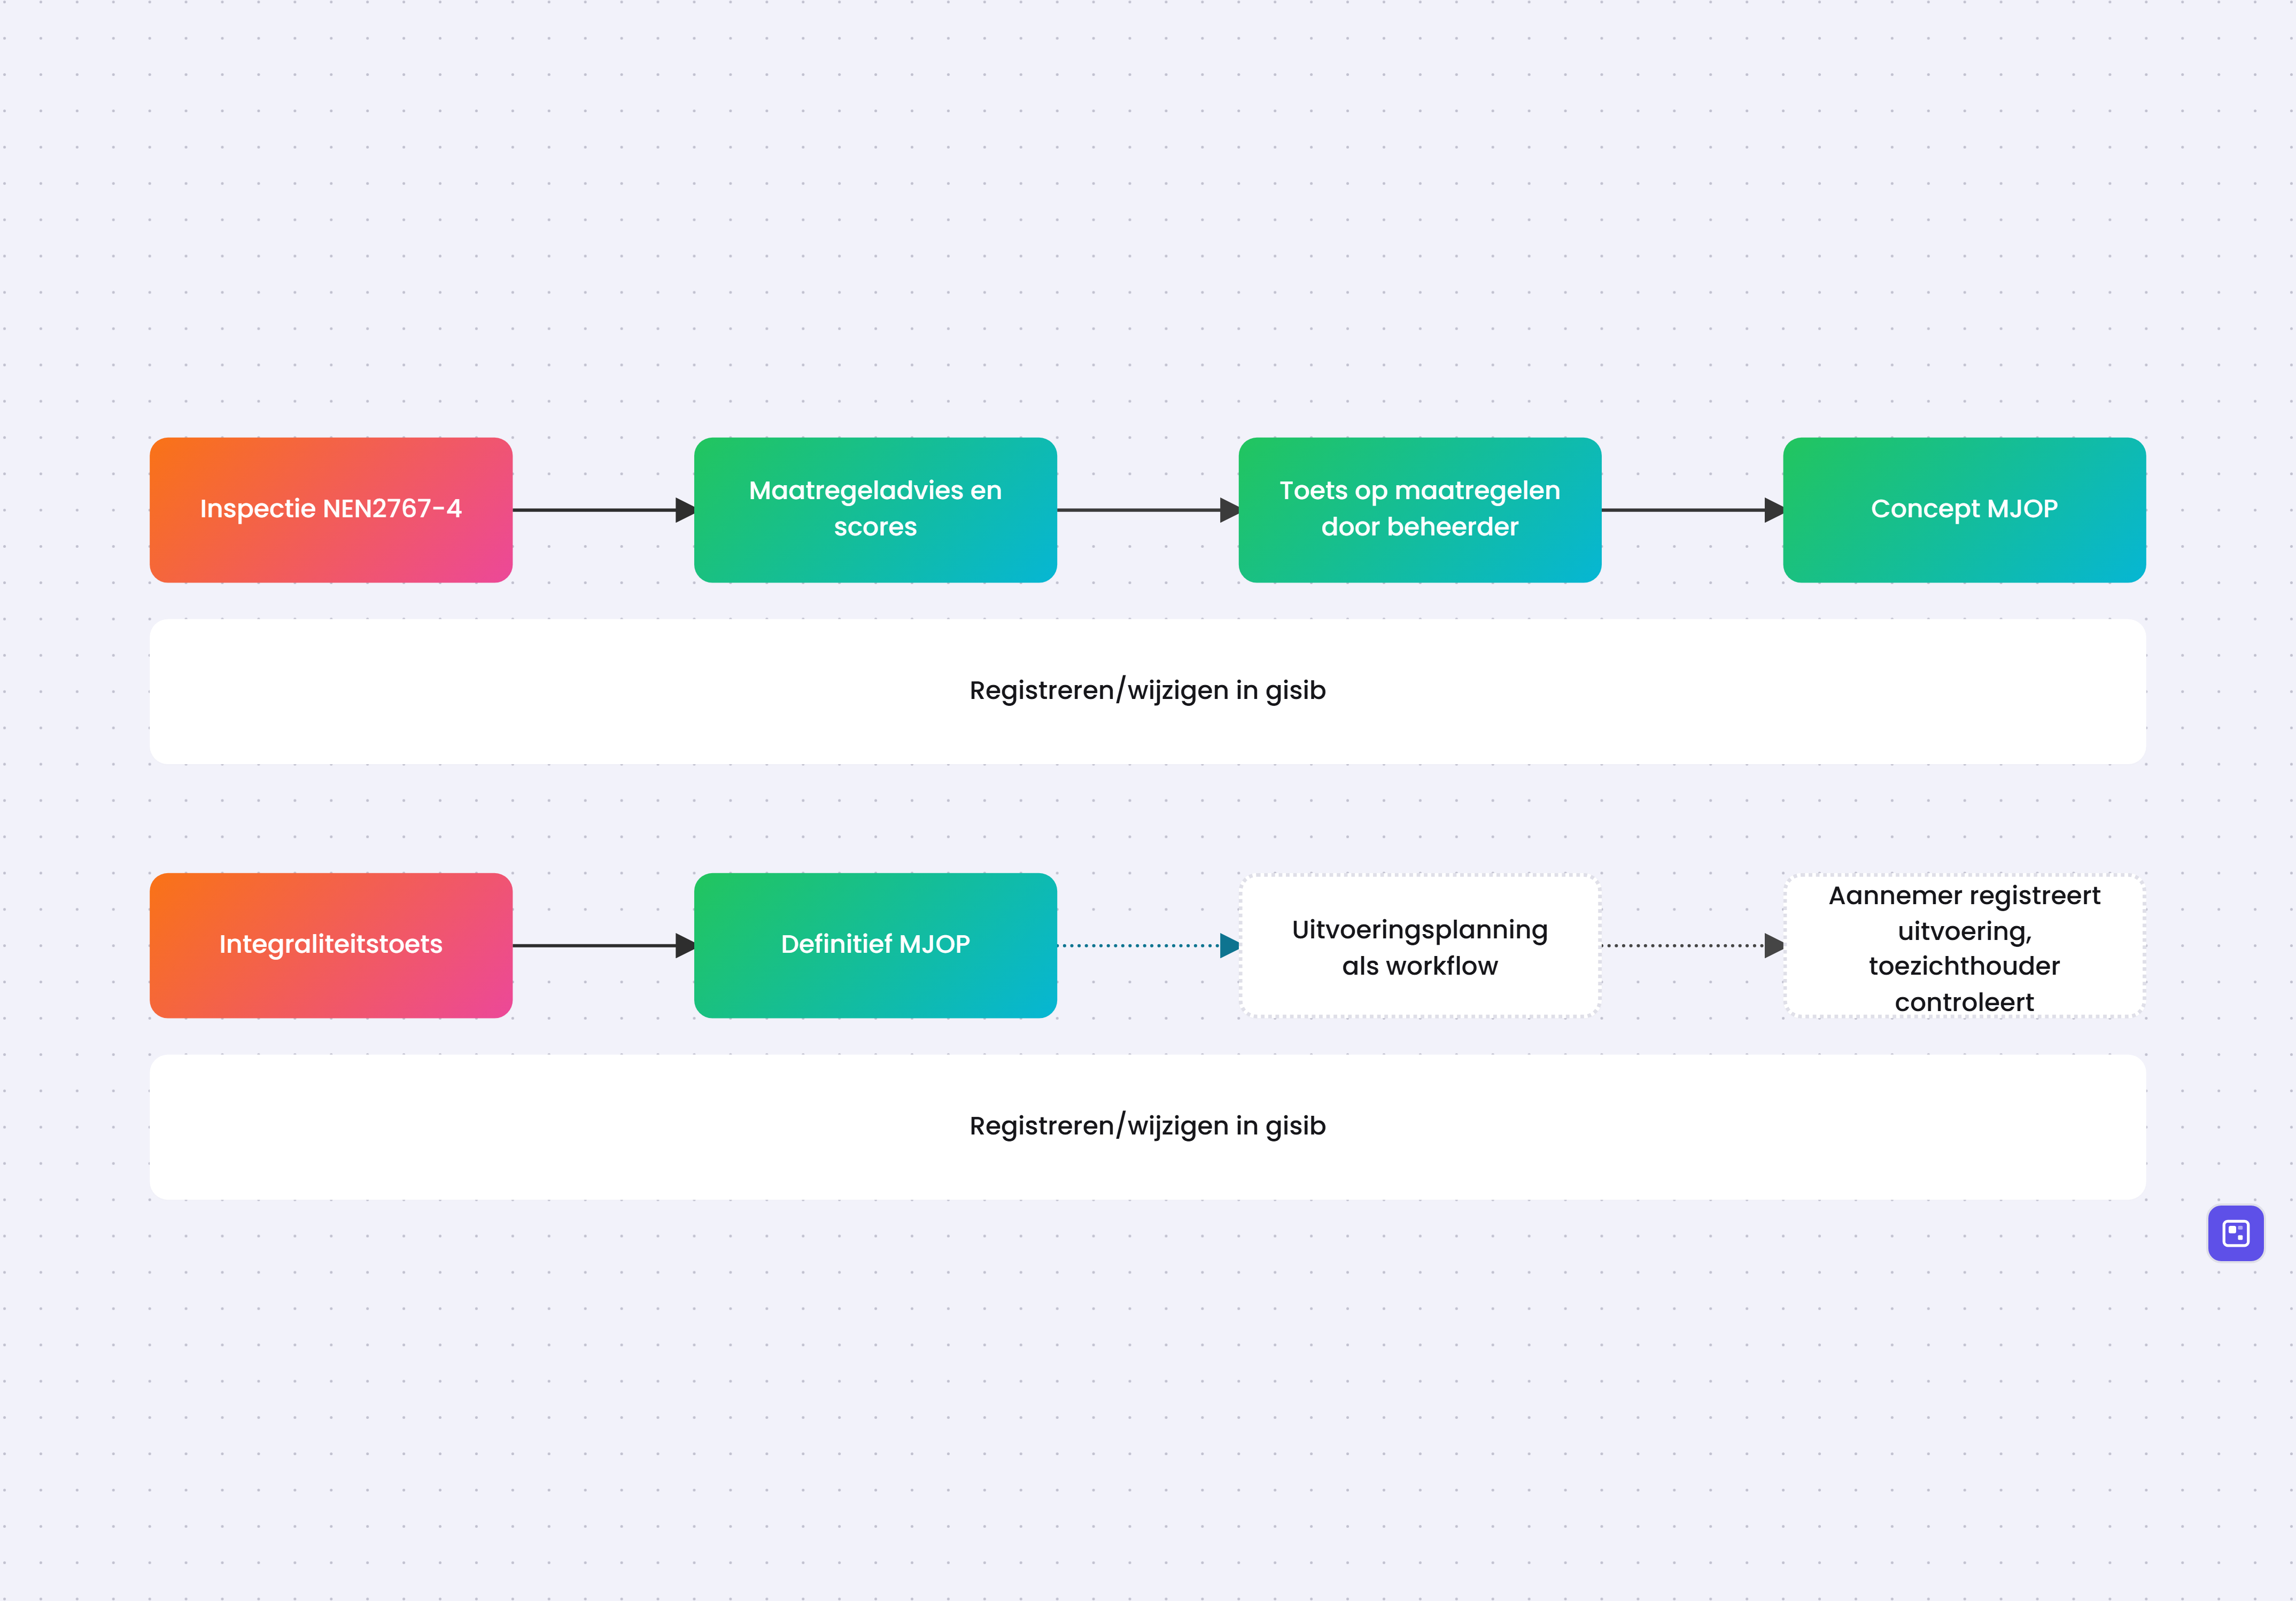 Inspectie NEN2767-4
Maatregeladvies en
scores
Toets op maatregelen
door beheerder
Concept MJOP
Registreren/wijzigen in gisib
Integraliteitstoets
Definitief MJOP
Uitvoeringsplanning
als workflow
Aannemer registreert
uitvoering,
toezichthouder
controleert
Registreren/wijzigen in gisib